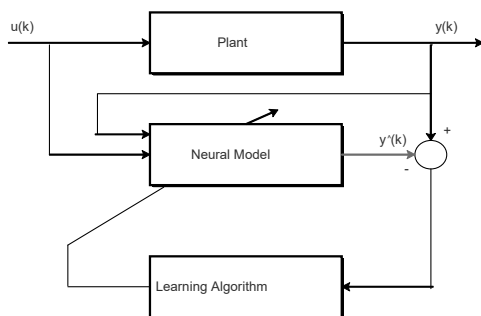 u(k)
Plant
y(k)
+
Neural Model
y^(k)
-
Learning Algorithm